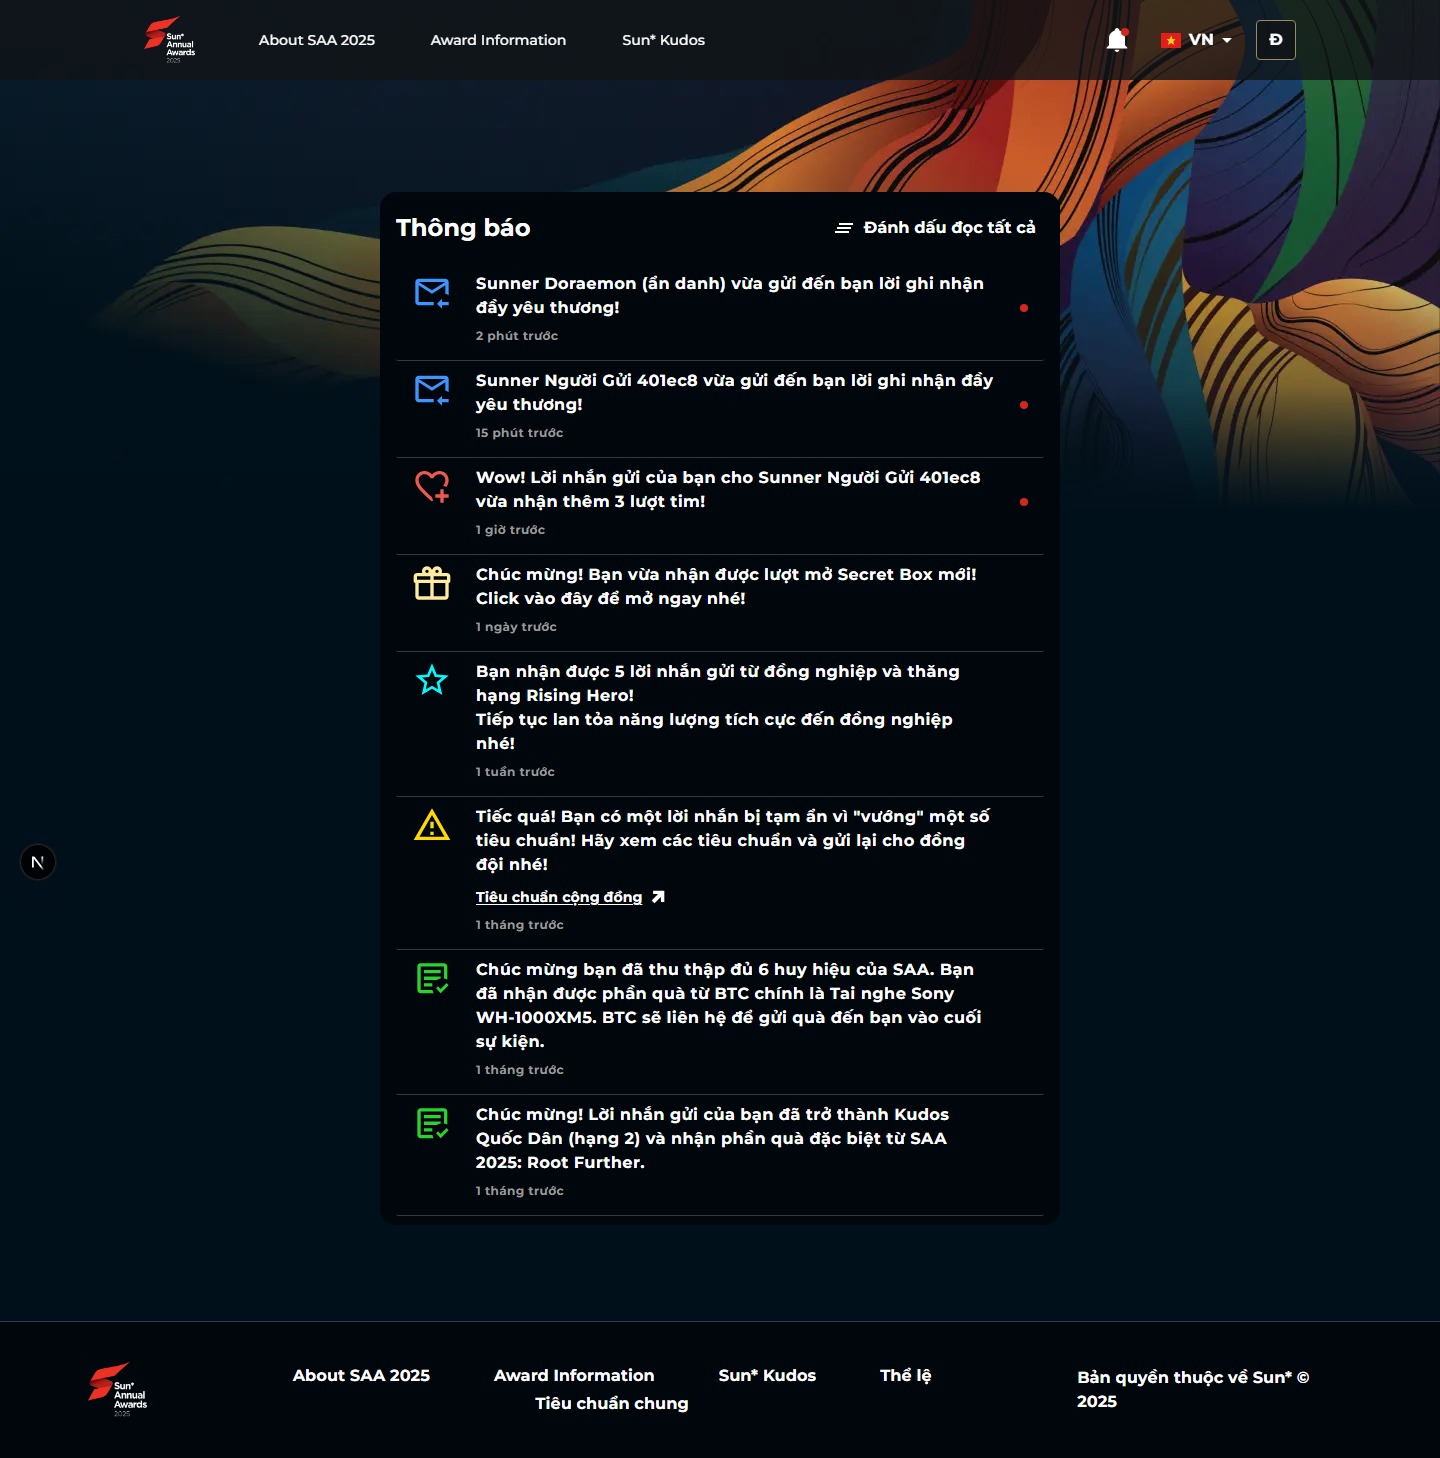 Sun*
Annual
Awards
2025
About SAA 2025
Award Information
Sun* Kudos
VN
Đ
Thông báo
Đánh dấu đọc tất cả
Sunner Doraemon (ẩn danh) vừa gửi đến bạn lời ghi nhận
đầy yêu thương!
2 phút trước
Sunner Người Gửi 401ec8 vừa gửi đến bạn lời ghi nhận đầy
yêu thương!
15 phút trước
Wow! Lời nhắn gửi của bạn cho Sunner Người Gửi 401ec8
vừa nhận thêm 3 lượt tim!
1 giờ trước
Chúc mừng! Bạn vừa nhận được lượt mở Secret Box mới!
Click vào đây để mở ngay nhé!
1 ngày trước
Bạn nhận được 5 lời nhắn gửi từ đồng nghiệp và thăng
hạng Rising Hero!
Tiếp tục lan tỏa năng lượng tích cực đến đồng nghiệp
nhé!
1 tuần trước
Tiếc quá! Bạn có một lời nhắn bị tạm ẩn vì "vướng" một số
tiêu chuẩn! Hãy xem các tiêu chuẩn và gửi lại cho đồng
đội nhé!
Tiêu chuẩn cộng đồng
1 tháng trước
Chúc mừng bạn đã thu thập đủ 6 huy hiệu của SAA. Bạn
đã nhận được phần quà từ BTC chính là Tai nghe Sony
WH-1000XM5. BTC sẽ liên hệ để gửi quà đến bạn vào cuối
sự kiện.
1 tháng trước
Chúc mừng! Lời nhắn gửi của bạn đã trở thành Kudos
Quốc Dân (hạng 2) và nhận phần quà đặc biệt từ SAA
2025: Root Further.
1 tháng trước
N
Sun*
Annual
Awards
2025
About SAA 2025
Award Information
Sun* Kudos
Thể lệ
Tiêu chuẩn chung
Bản quyền thuộc về Sun* ©
2025